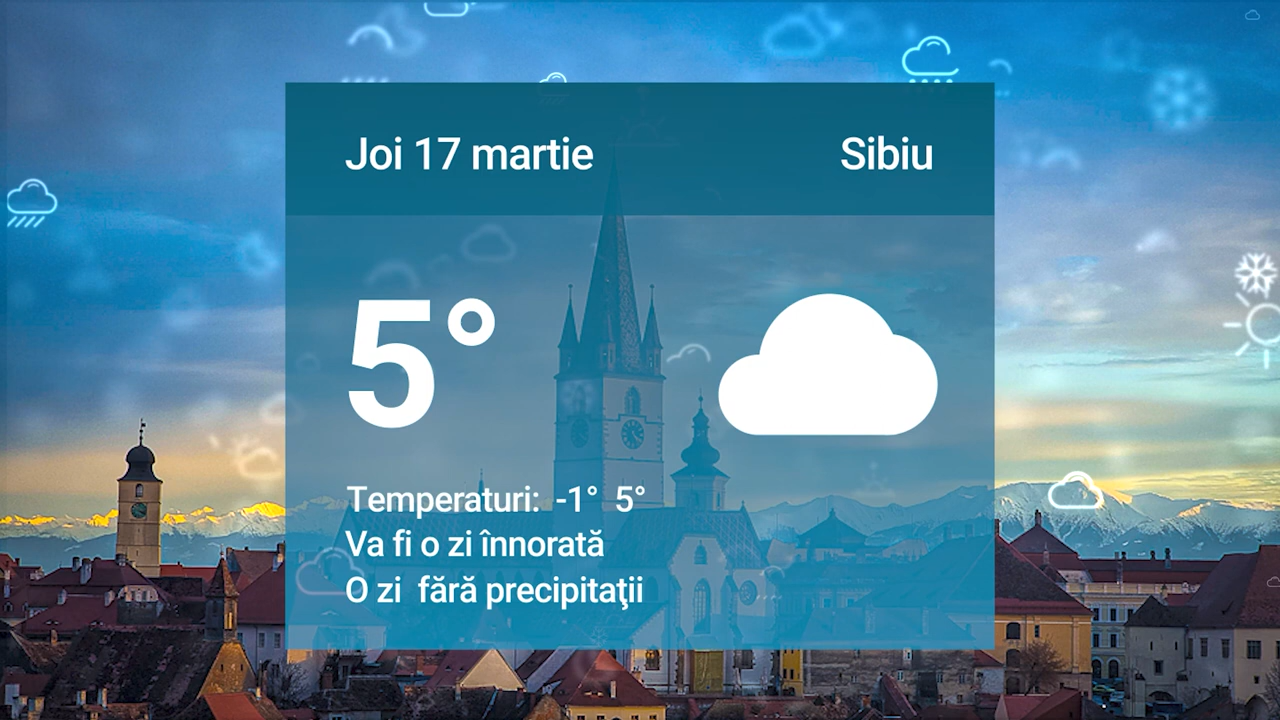 Joi 17 martie Sibiu
5°
Temperaturi: -1° 5°
Va fi o zi înnorată
O zi fără precipitaţii